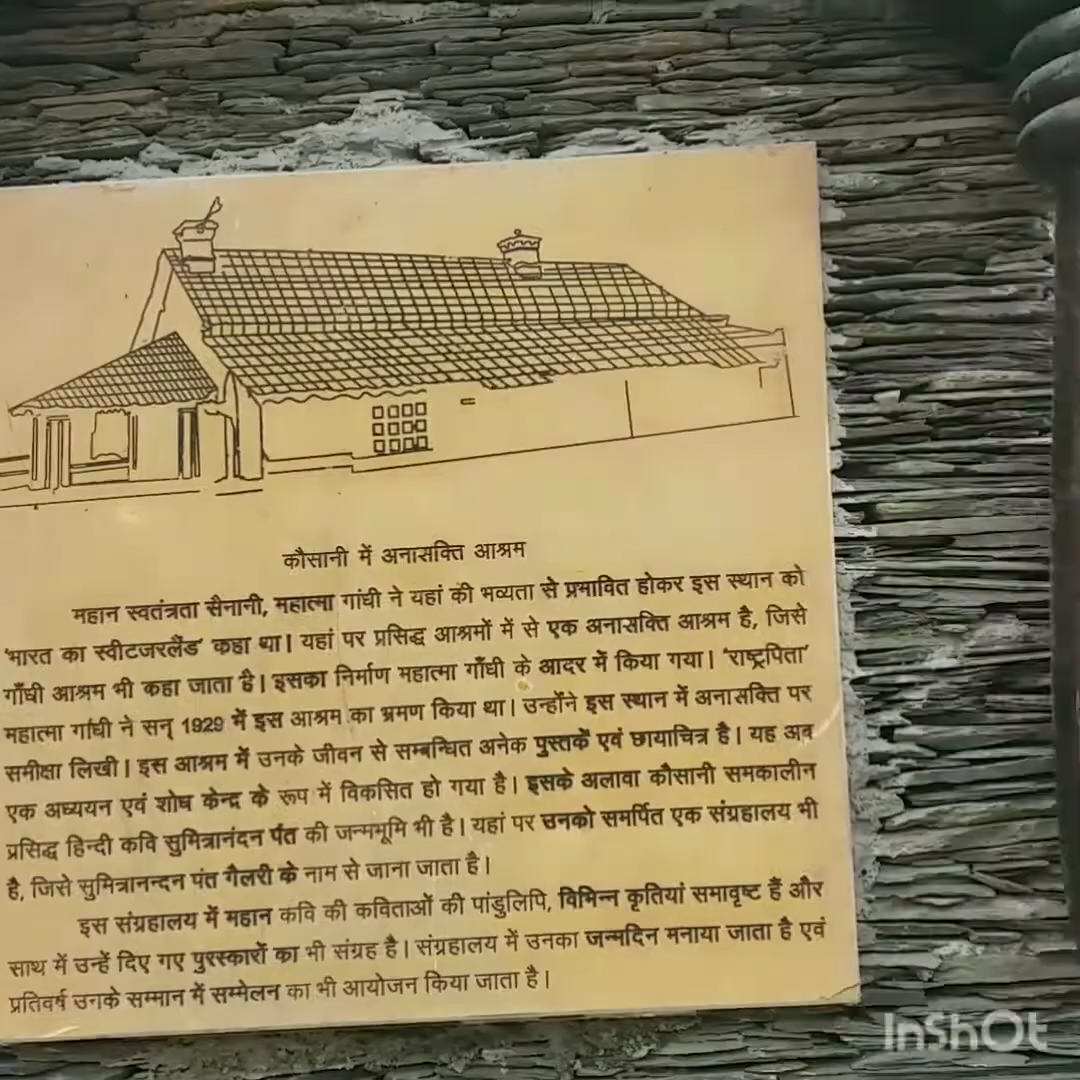 कौसानी में अनासक्ति आश्रम
महान स्वतंत्रता सैनानी, महात्मा गांघी ने यहां की भव्यता से प्रभावित होकर इस स्थान को
'भारत का स्वीटजरलैंड' कहा था। यहां पर प्रसिद्ध आश्रमों में से एक अनासक्ति आश्रम है, जिसे
गाँघी आश्रम भी कहा जाता है। इसका निर्माण महात्मा गाँघी के आदर में किया गया। 'राष्ट्रपिता'
महात्मा गांघी ने सन् 1929 में इस आश्रम का भ्रमण किया था। उन्होंने इस स्थान में अनासक्ति पर
समीक्षा लिखी। इस आश्रम में उनके जीवन से सम्बन्धित अनेक पुस्तकें एवं छायाचित्र है। यह अब
एक अध्ययन एवं शोघ केन्द्र के रूप में विकसित हो गया है। इसके अलावा कौसानी समकालीन
प्रसिद्ध हिन्दी कवि सुमित्रानंदन पंत की जन्मभूमि भी है। यहां पर उनको समर्पित एक संग्रहालय भी
है, जिसे सुमित्रानन्दन पंत गैलरी के नाम से जाना जाता है।
इस संग्रहालय में महान कवि की कविताओं की पांडुलिपि, विभिन्न कृतियां समावृष्ट हैं और
साथ में उन्हें दिए गए पुरस्कारों का भी संग्रह है। संग्रहालय में उनका जन्मदिन मनाया जाता है एवं
प्रतिवर्ष उनके सम्मान में सम्मेलन का भी आयोजन किया जाता है।
InShOt